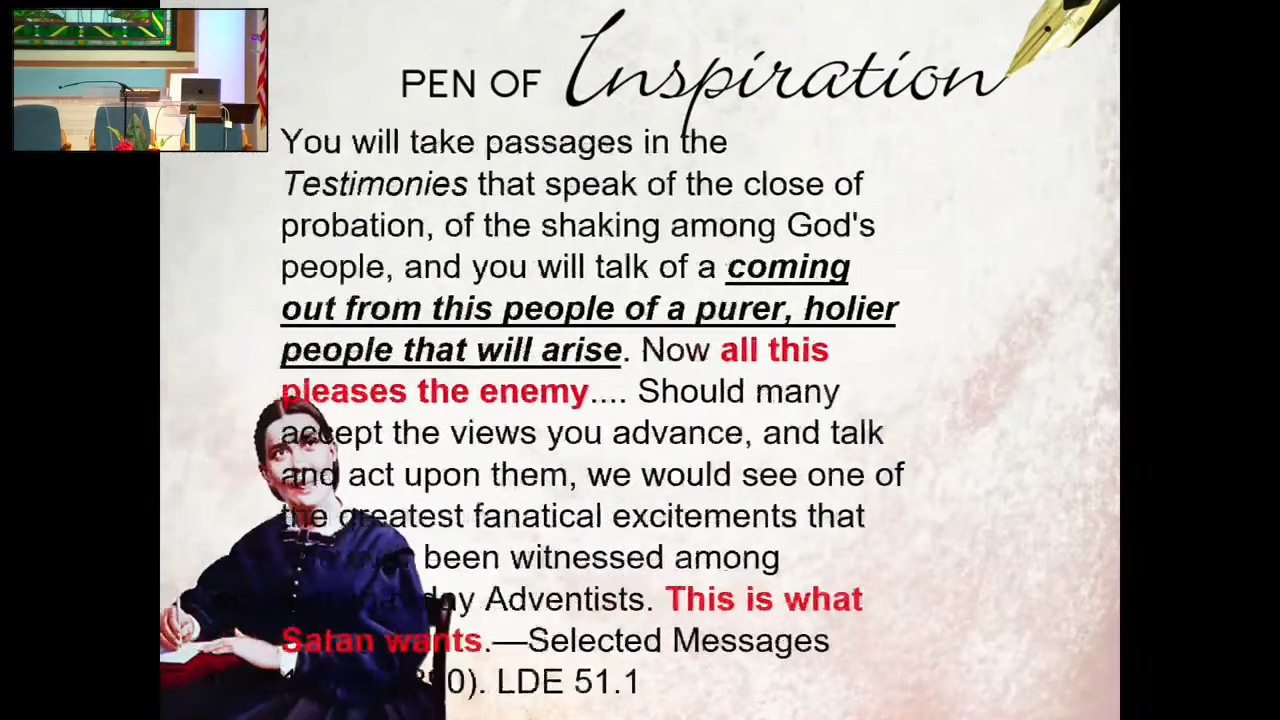 PEN OF Inspiration
You will take passages in the
Testimonies that speak of the close of
probation, of the shaking among God's
people, and you will talk of a coming
out from this people of a purer, holier
people that will arise. Now all this
pleases the enemy.... Should many
accept the views you advance, and talk
and act upon them, we would see one of
the greatest fanatical excitements that
been witnessed among
day Adventists. This is what
Satan wants.—Selected Messages
0). LDE 51.1